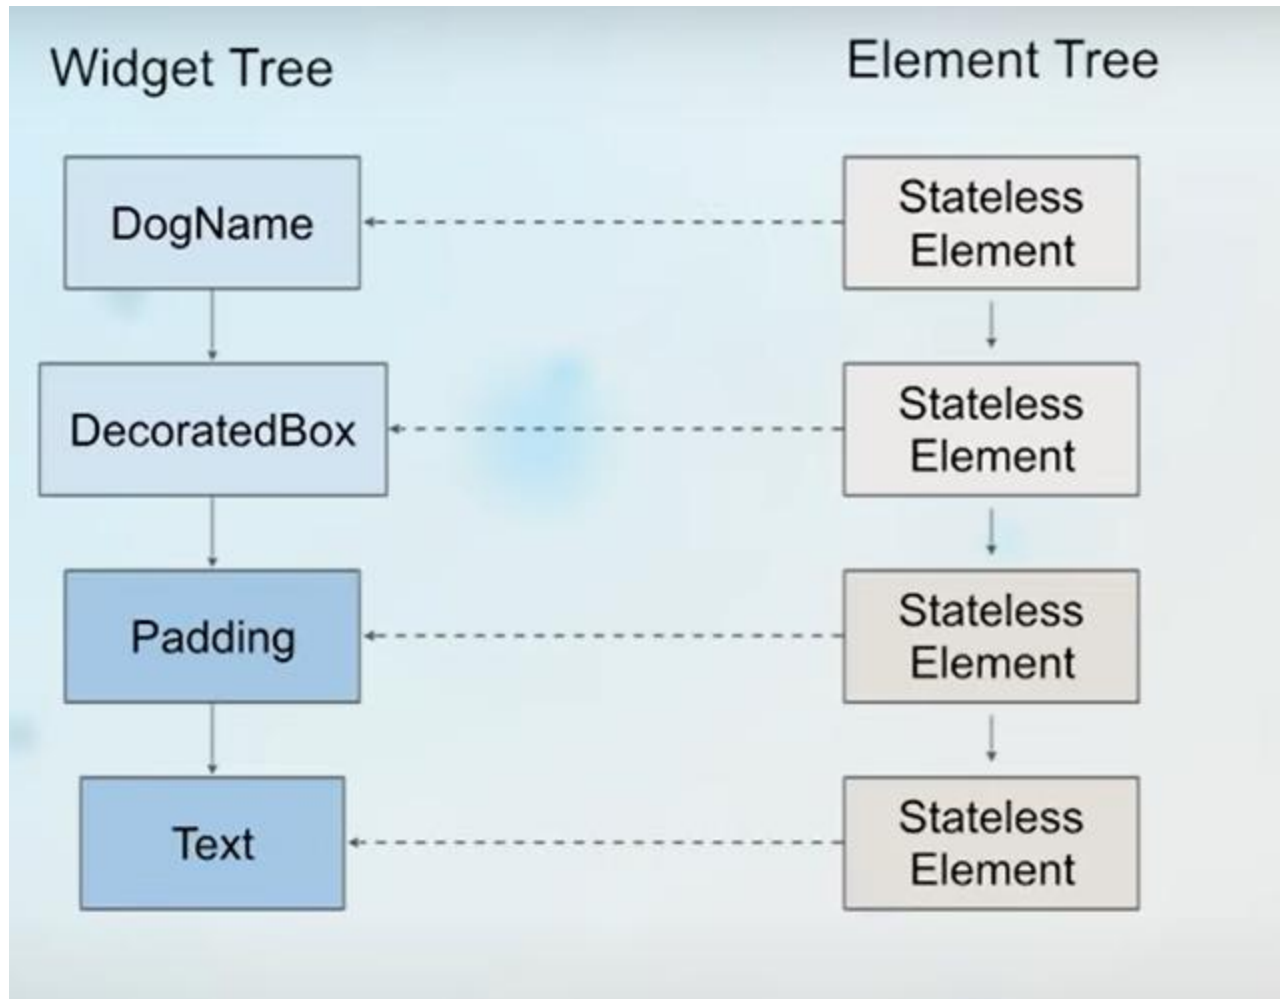 Widget Tree
Element Tree
DogName
Stateless
Element
DecoratedBox
Stateless
Element
Padding
Stateless
Element
Text
Stateless
Element